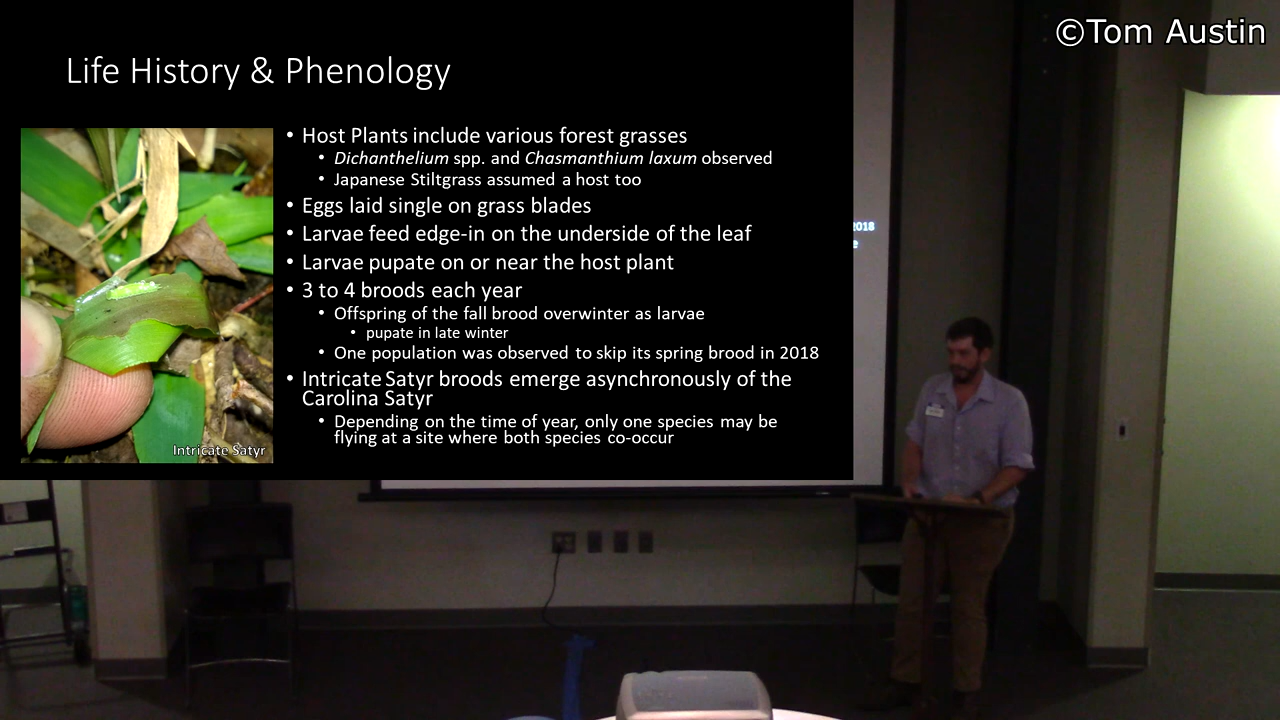 ©Tom Austin
Life History & Phenology
• Host Plants include various forest grasses
• Dichanthelium spp. and Chasmanthium laxum observed
• Japanese Stiltgrass assumed a host too
• Eggs laid single on grass blades
• Larvae feed edge-in on the underside of the leaf
• Larvae pupate on or near the host plant
• 3 to 4 broods each year
• Offspring of the fall brood overwinter as larvae
• pupate in late winter
• One population was observed to skip its spring brood in 2018
• Intricate Satyr broods emerge asynchronously of the
Carolina Satyr
• Depending on the time of year, only one species may be
flying at a site where both species co-occur
Intricate Satyr
2018
e